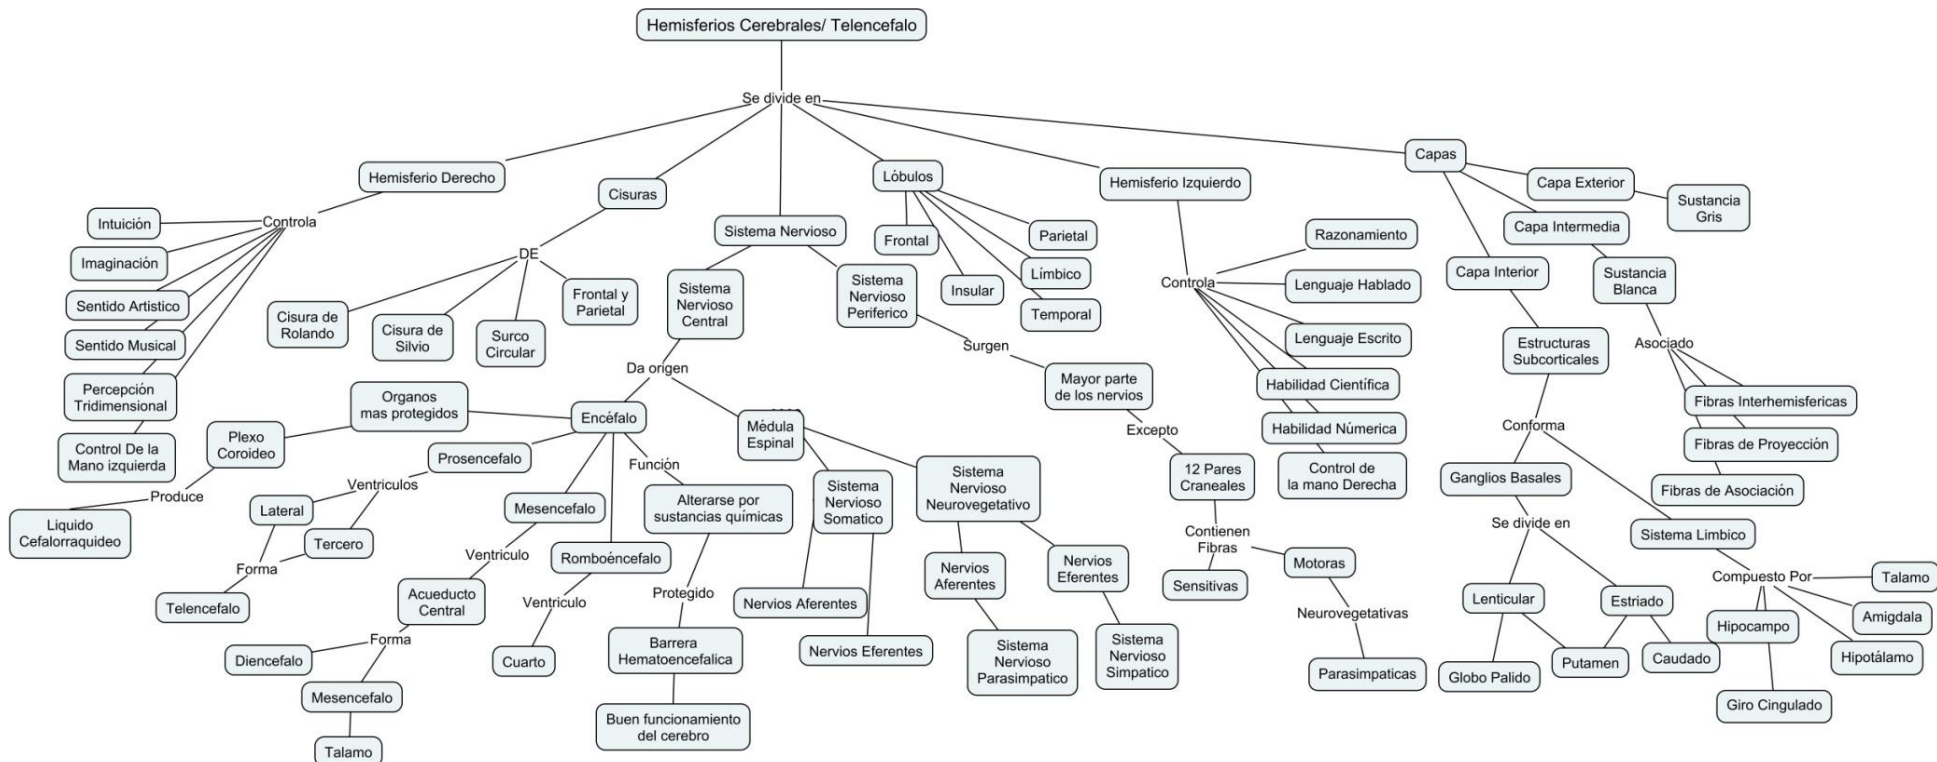 Hemisferios Cerebrales/ Telencefalo
Se divide en
Hemisferio Derecho
Controla
Intuición
Imaginación
Sentido Artistico
Sentido Musical
Percepción
Tridimensional
Control De la
Mano izquierda
Cisuras
DE
Cisura de
Rolando
Cisura de
Silvio
Surco
Circular
Frontal y
Parietal
Sistema Nervioso
Sistema
Nervioso
Central
Da origen
Encéfalo
Organos
mas protegidos
Plexo
Coroideo
Produce
Liquido
Cefalorraquideo
Prosencefalo
Ventriculos
Lateral
Tercero
Forma
Telencefalo
Mesencefalo
Ventriculo
Acueducto
Central
Forma
Diencefalo
Mesencefalo
Talamo
Romboéncefalo
Ventriculo
Cuarto
Función
Alterarse por
sustancias químicas
Protegido
Barrera
Hematoencefalica
Buen funcionamiento
del cerebro
Médula
Espinal
Sistema
Nervioso
Somatico
Nervios Aferentes
Nervios Eferentes
Sistema
Nervioso
Neurovegetativo
Nervios
Aferentes
Sistema
Nervioso
Parasimpatico
Nervios
Eferentes
Sistema
Nervioso
Simpatico
Sistema
Nervioso
Periferico
Surgen
Mayor parte
de los nervios
Excepto
12 Pares
Craneales
Contienen
Fibras
Sensitivas
Motoras
Neurovegetativas
Parasimpaticas
Lóbulos
Frontal
Insular
Parietal
Límbico
Temporal
Hemisferio Izquierdo
Controla
Razonamiento
Lenguaje Hablado
Lenguaje Escrito
Habilidad Científica
Habilidad Númerica
Control de
la mano Derecha
Capas
Capa Exterior
Sustancia
Gris
Capa Intermedia
Sustancia
Blanca
Asociado
Fibras Interhemisfericas
Fibras de Proyección
Fibras de Asociación
Capa Interior
Estructuras
Subcorticales
Conforma
Ganglios Basales
Se divide en
Lenticular
Estriado
Globo Palido
Putamen
Caudado
Sistema Limbico
Compuesto Por
Talamo
Amigdala
Hipotálamo
Hipocampo
Giro Cingulado